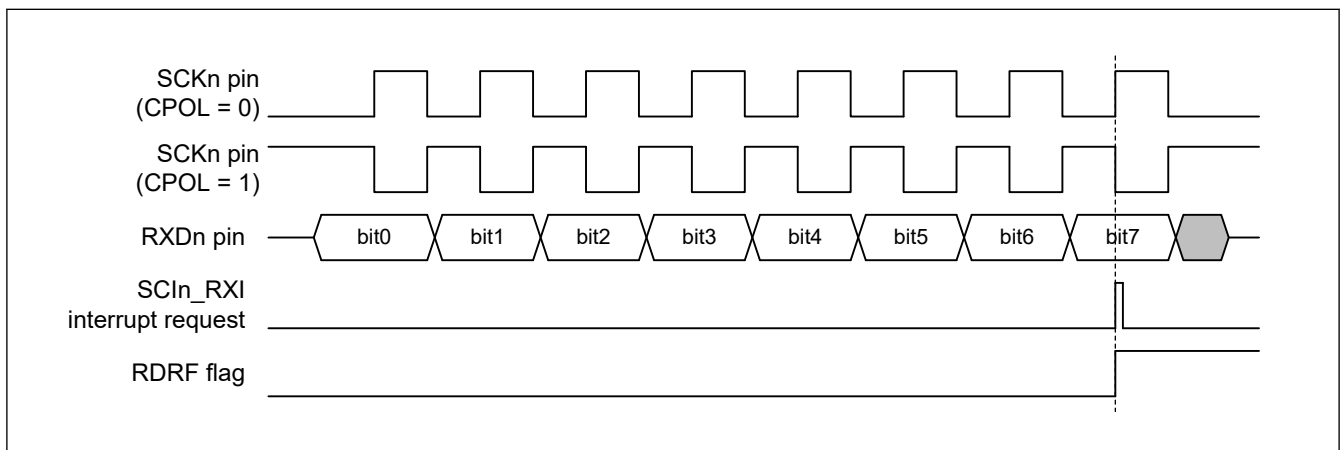 SCKn pin
(CPOL = 0)
SCKn pin
(CPOL = 1)
RXDn pin
bit0 bit1 bit2 bit3 bit4 bit5 bit6 bit7
SCIn_RXI
interrupt request
RDRF flag